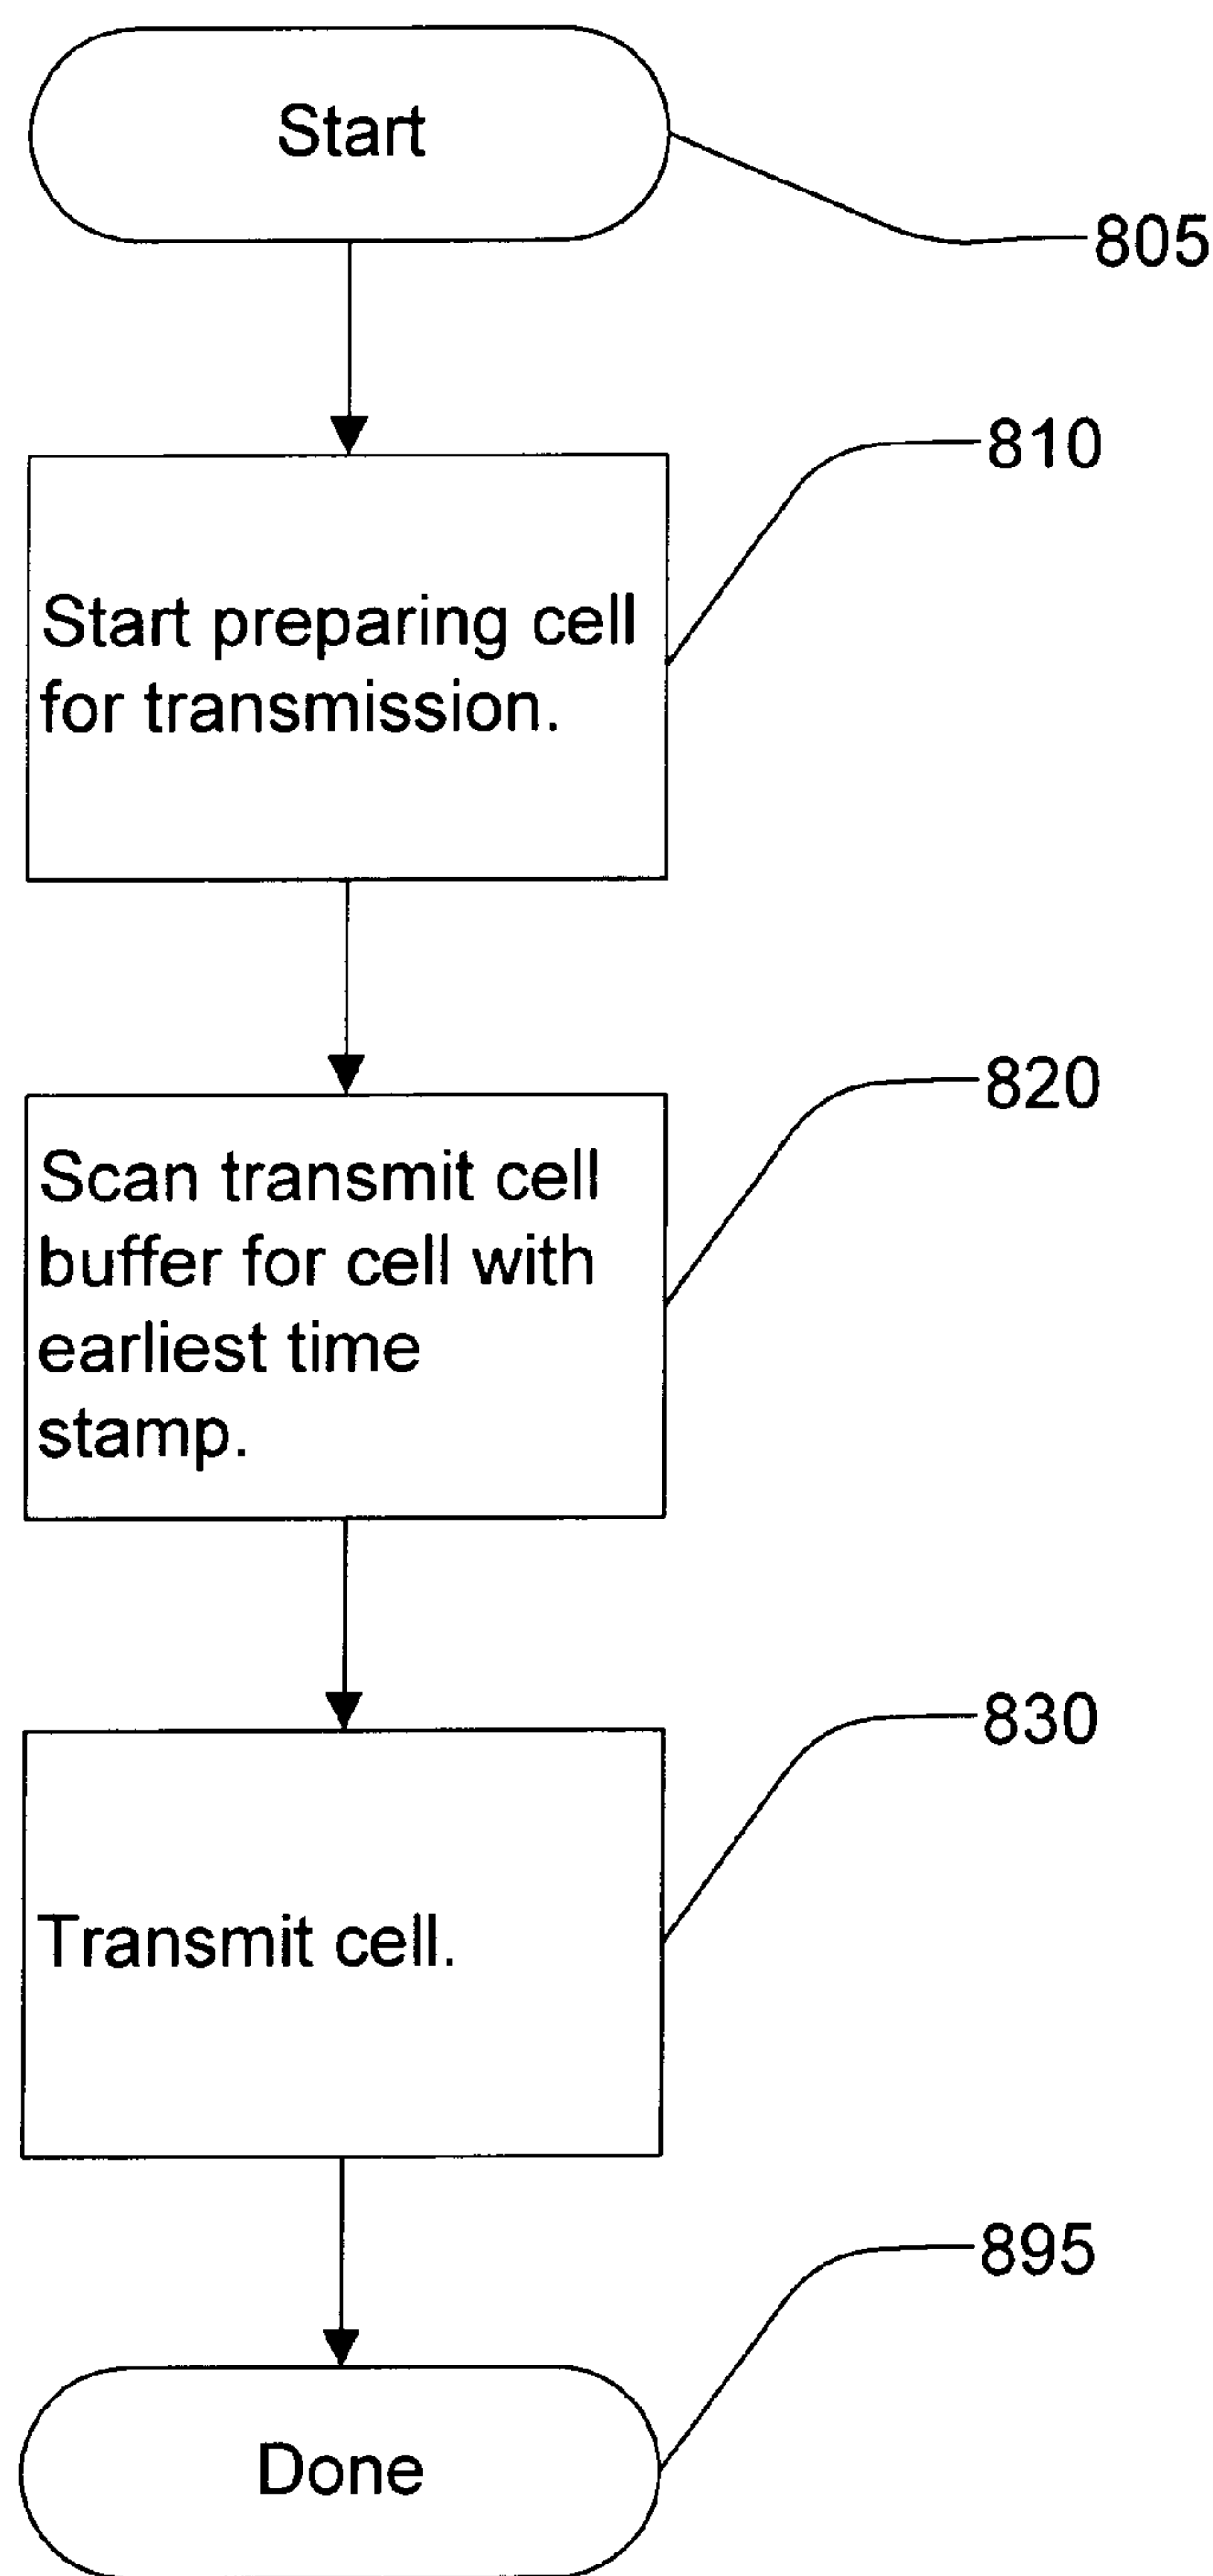 Start
805
810
Start preparing cell
for transmission.
820
Scan transmit cell
buffer for cell with
earliest time
stamp.
830
Transmit cell.
895
Done